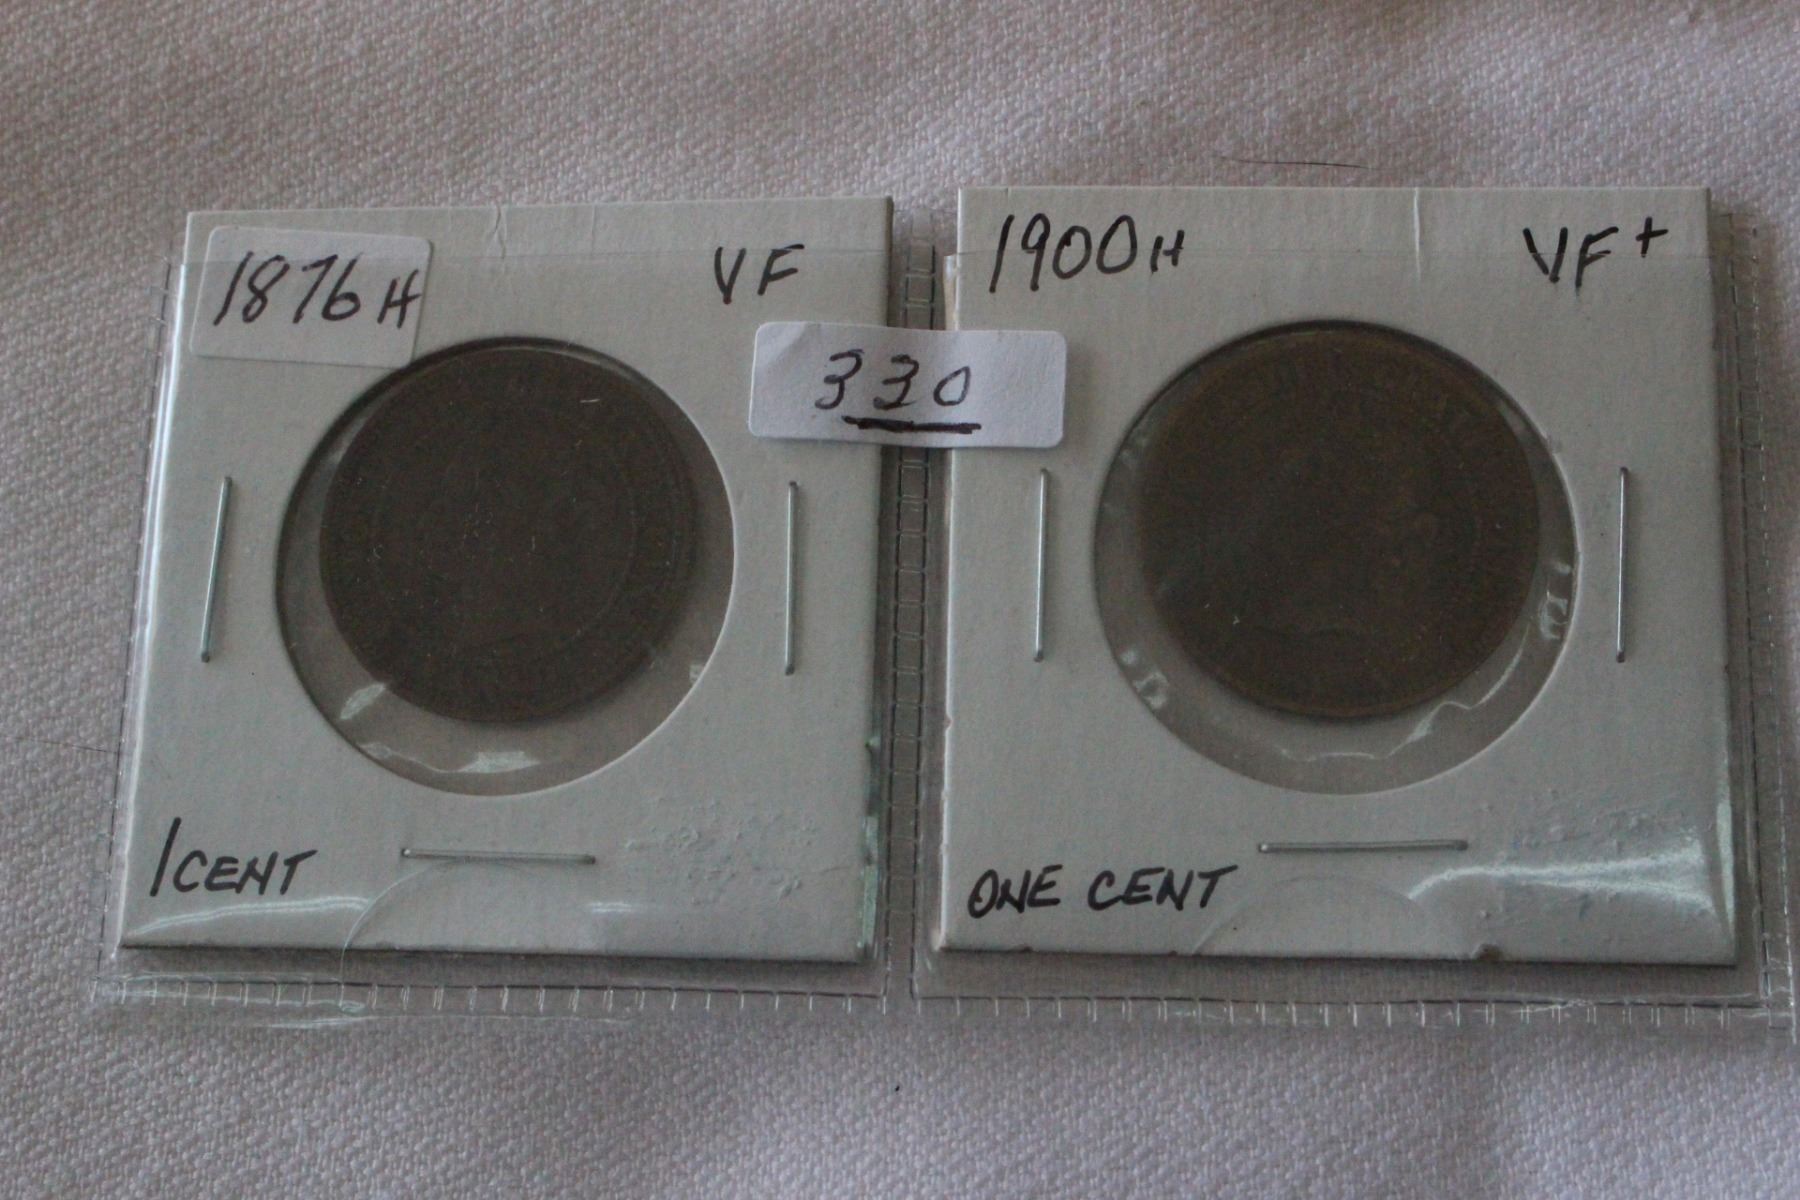 1876 H VF
330
1 CENT
1900 H VF+
ONE CENT